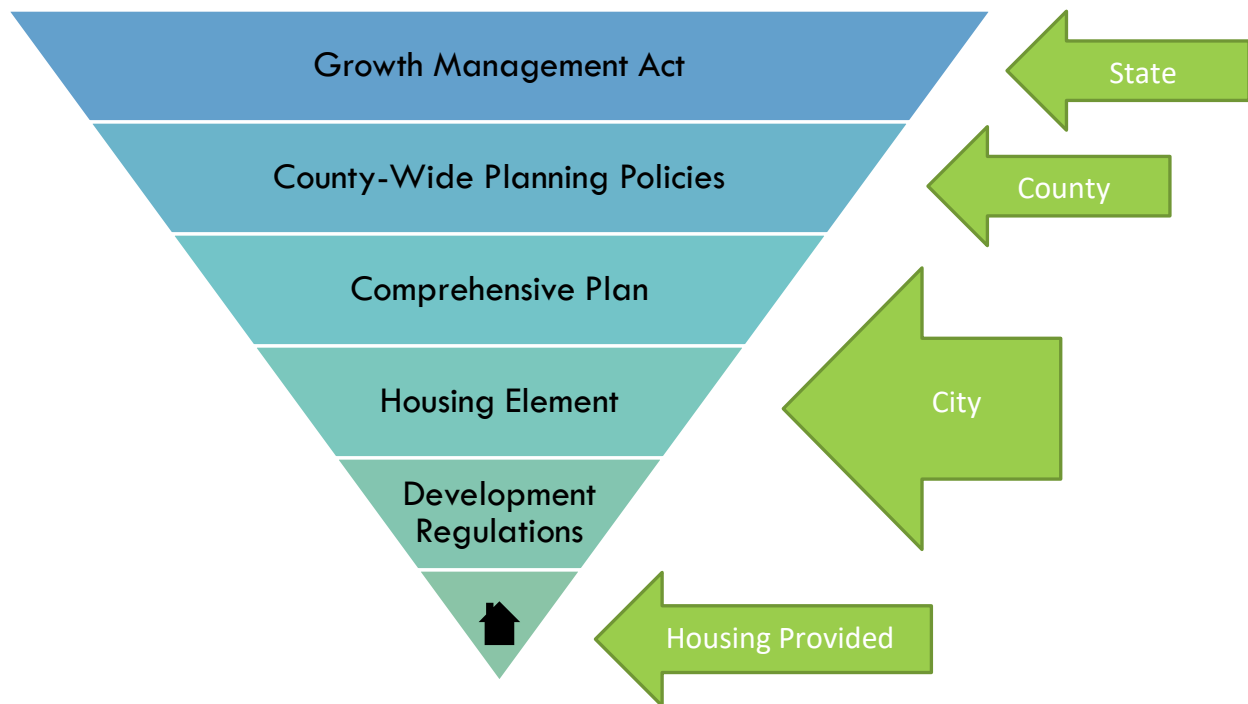 Growth Management Act
State
County-Wide Planning Policies
County
Comprehensive Plan
Housing Element
City
Development
Regulations
Housing Provided